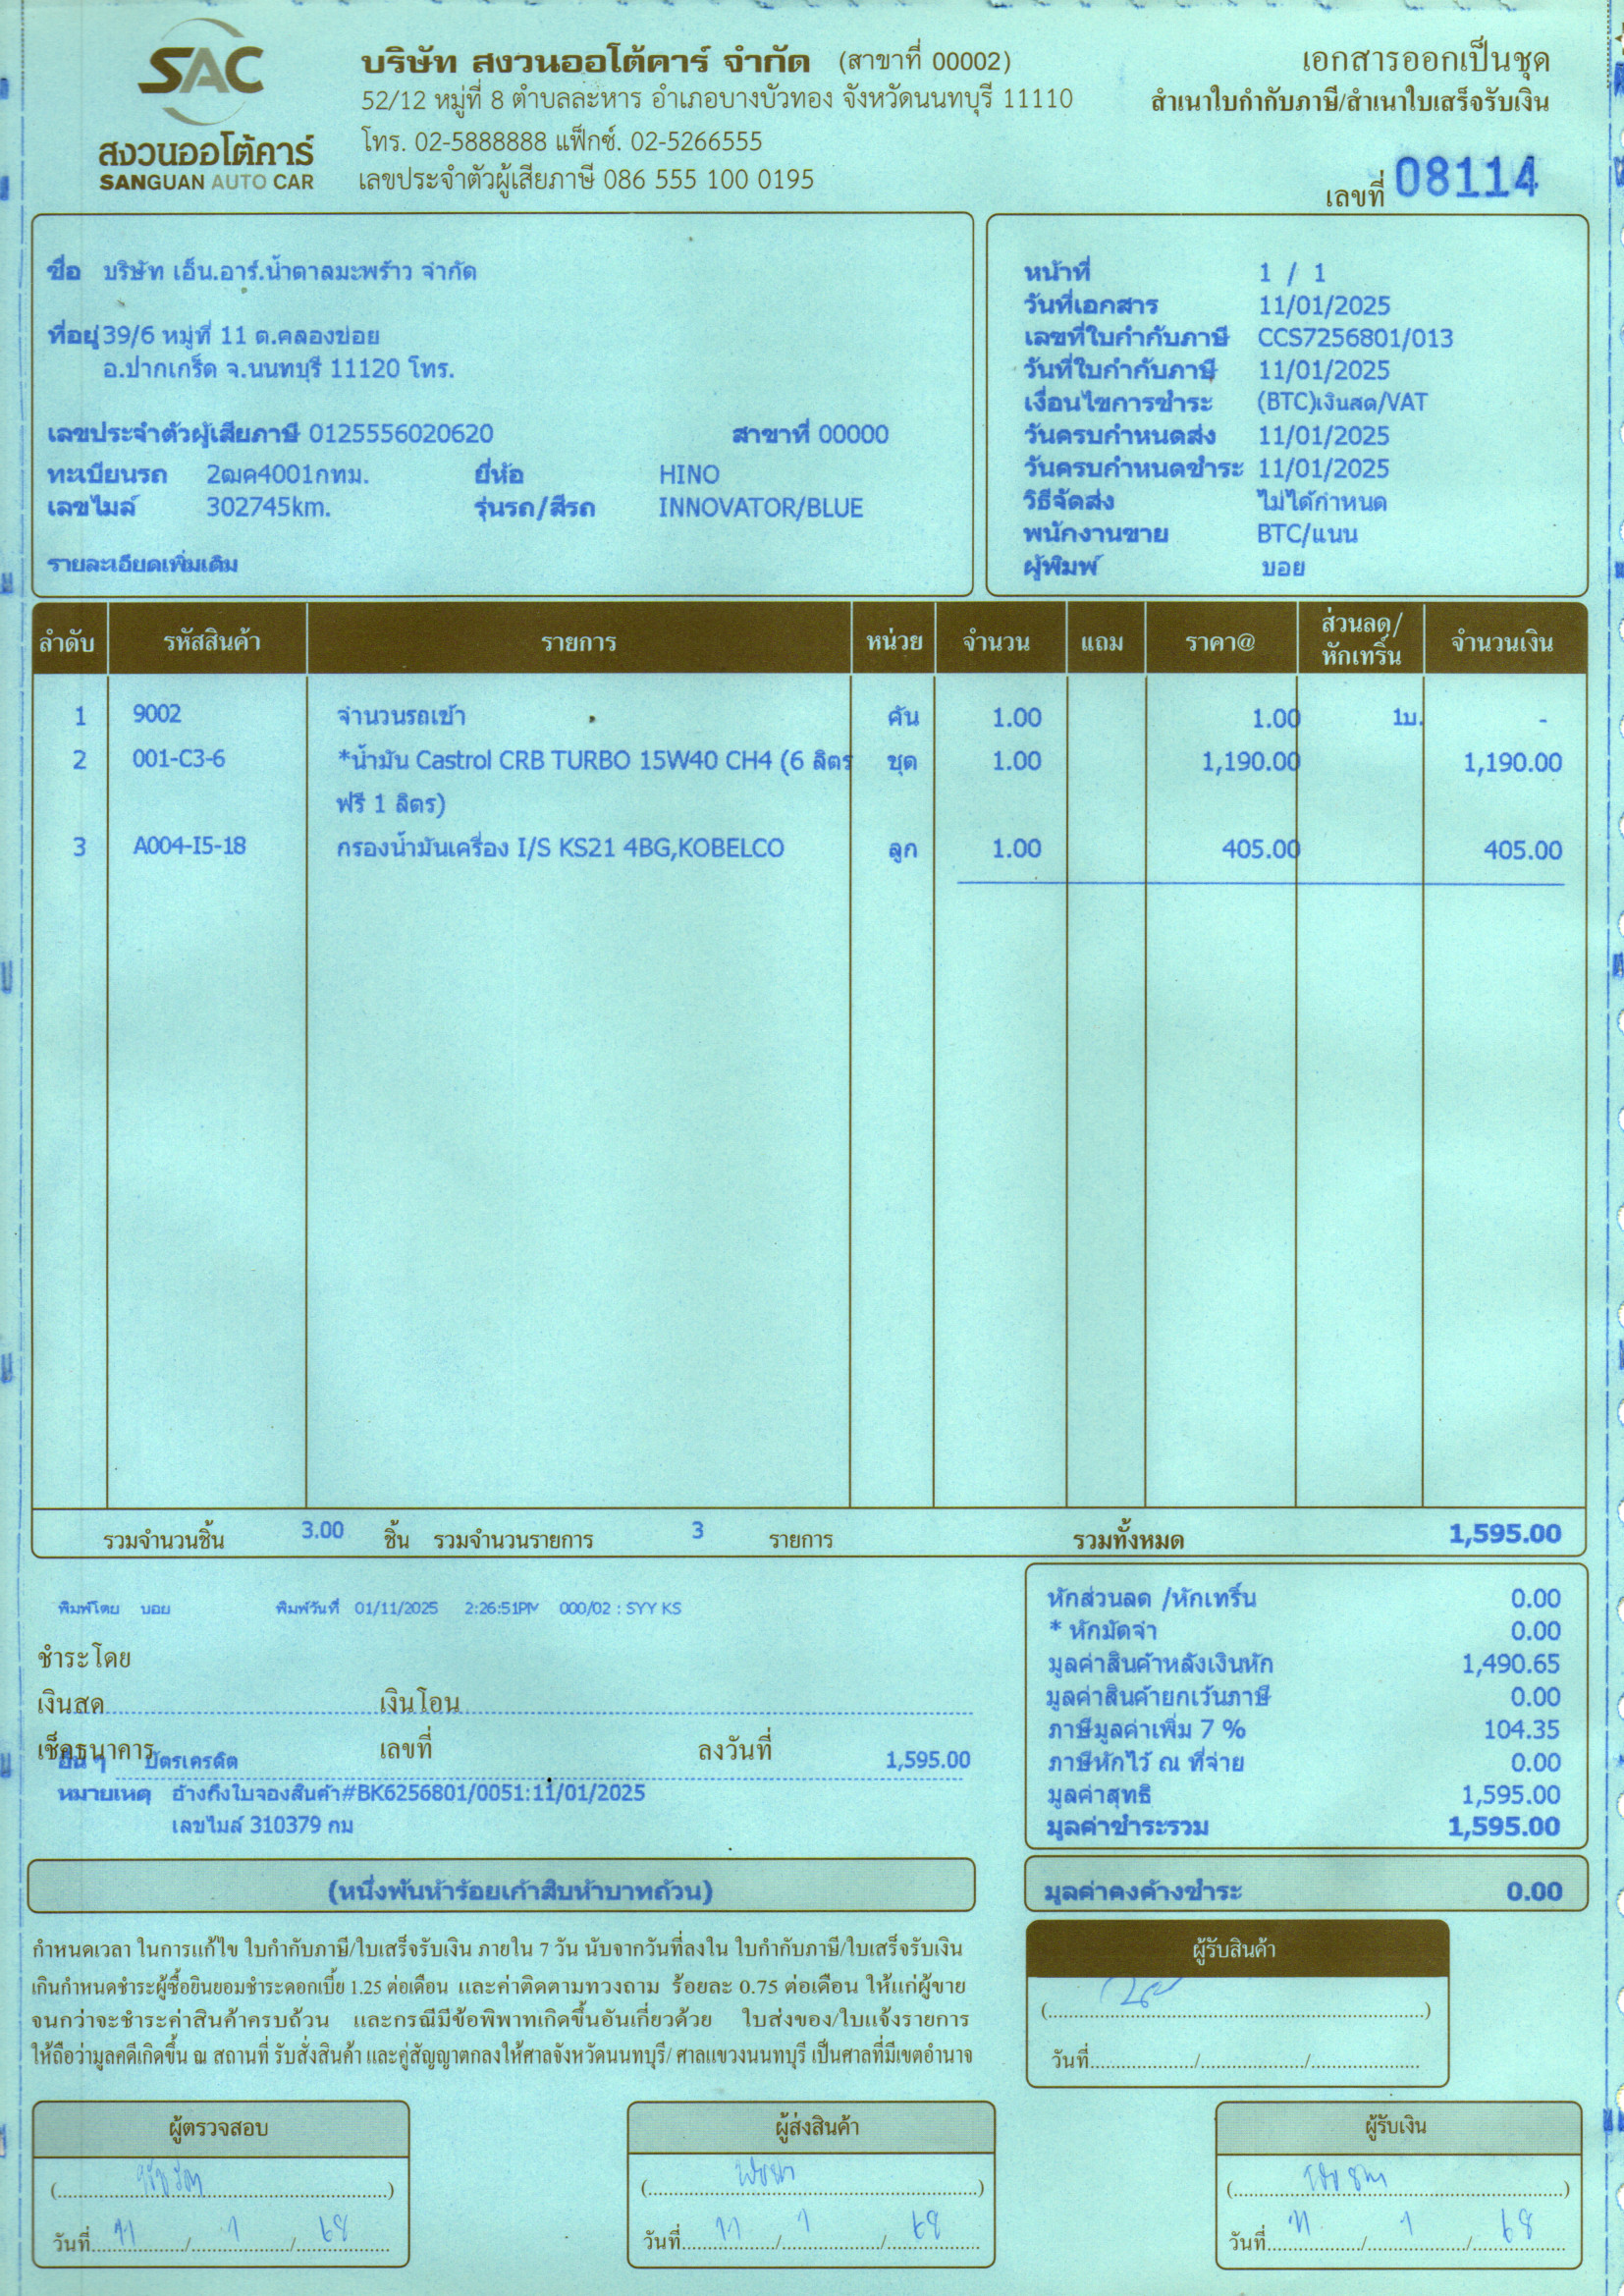 SAC
สงวนออโต้คาร์
SANGUAN AUTO CAR
บริษัท สงวนออโต้คาร์ จำกัด (สาขาที่ 00002)
52/12 หมู่ที่ 8 ตำบลละหาร อำเภอบางบัวทอง จังหวัดนนทบุรี 11110
โทร. 02-5888888 แฟ็กซ์. 02-5266555
เลขประจำตัวผู้เสียภาษี 086 555 100 0195
เอกสารออกเป็นชุด
สำเนาใบกำกับภาษี/สำเนาใบเสร็จรับเงิน
เลขที่ 08114
ชื่อ บริษัท เอ็น.อาร์.น้ำตาลมะพร้าว จำกัด
ที่อยู่ 39/6 หมู่ที่ 11 ต.คลองข่อย
อ.ปากเกร็ด จ.นนทบุรี 11120 โทร.
เลขประจำตัวผู้เสียภาษี 0125556020620 สาขาที่ 00000
ทะเบียนรถ 2ฒค4001กทม. ยี่ห้อ HINO
เลขไมล์ 302745km. รุ่นรถ/สีรถ INNOVATOR/BLUE
รายละเอียดเพิ่มเติม
หน้าที่ 1 / 1
วันที่เอกสาร 11/01/2025
เลขที่ใบกำกับภาษี CCS7256801/013
วันที่ใบกำกับภาษี 11/01/2025
เงื่อนไขการชำระ (BTC)เงินสด/VAT
วันครบกำหนดส่ง 11/01/2025
วันครบกำหนดชำระ 11/01/2025
วิธีจัดส่ง ไม่ได้กำหนด
พนักงานขาย BTC/แนน
ผู้พิมพ์ บอย
ลำดับ รหัสสินค้า รายการ หน่วย จำนวน แถม ราคา@ ส่วนลด/หักเทริ์น จำนวนเงิน
1 9002 จำนวนรถเข้า คัน 1.00 1.00 1บ. -
2 001-C3-6 *น้ำมัน Castrol CRB TURBO 15W40 CH4 (6 ลิตร ชุด 1.00 1,190.00 1,190.00
ฟรี 1 ลิตร)
3 A004-I5-18 กรองน้ำมันเครื่อง I/S KS21 4BG,KOBELCO ลูก 1.00 405.00 405.00
รวมจำนวนชิ้น 3.00 ชิ้น รวมจำนวนรายการ 3 รายการ รวมทั้งหมด 1,595.00
พิมพ์โดย บอย พิมพ์วันที่ 01/11/2025 2:26:51PM 000/02 : SYY KS
ชำระโดย
เงินสด เงินโอน
เช็คธนาคาร เลขที่ ลงวันที่
อื่น ๆ บัตรเครดิต 1,595.00
หมายเหตุ อ้างถึงใบจองสินค้า#BK6256801/0051:11/01/2025
เลขไมล์ 310379 กม
หักส่วนลด /หักเทริ์น 0.00
* หักมัดจำ 0.00
มูลค่าสินค้าหลังเงินหัก 1,490.65
มูลค่าสินค้ายกเว้นภาษี 0.00
ภาษีมูลค่าเพิ่ม 7 % 104.35
ภาษีหักไว้ ณ ที่จ่าย 0.00
มูลค่าสุทธิ 1,595.00
มูลค่าชำระรวม 1,595.00
(หนึ่งพันห้าร้อยเก้าสิบห้าบาทถ้วน)
มูลค่าคงค้างชำระ 0.00
กำหนดเวลา ในการแก้ไข ใบกำกับภาษี/ใบเสร็จรับเงิน ภายใน 7 วัน นับจากวันที่ลงใน ใบกำกับภาษี/ใบเสร็จรับเงิน
เกินกำหนดชำระผู้ซื้อยินยอมชำระดอกเบี้ย 1.25 ต่อเดือน และค่าติดตามทวงถาม ร้อยละ 0.75 ต่อเดือน ให้แก่ผู้ขาย
จนกว่าจะชำระค่าสินค้าครบถ้วน และกรณีมีข้อพิพาทเกิดขึ้นอันเกี่ยวด้วย ใบส่งของ/ใบแจ้งรายการ
ให้ถือว่ามูลคดีเกิดขึ้น ณ สถานที่ รับสั่งสินค้า และคู่สัญญาตกลงให้ศาลจังหวัดนนทบุรี/ ศาลแขวงนนทบุรี เป็นศาลที่มีเขตอำนาจ
ผู้รับสินค้า
วันที่ / /
ผู้ตรวจสอบ
วันที่ 11 / 1 / 68
ผู้ส่งสินค้า
วันที่ 11 / 1 / 68
ผู้รับเงิน
วันที่ 11 / 1 / 68